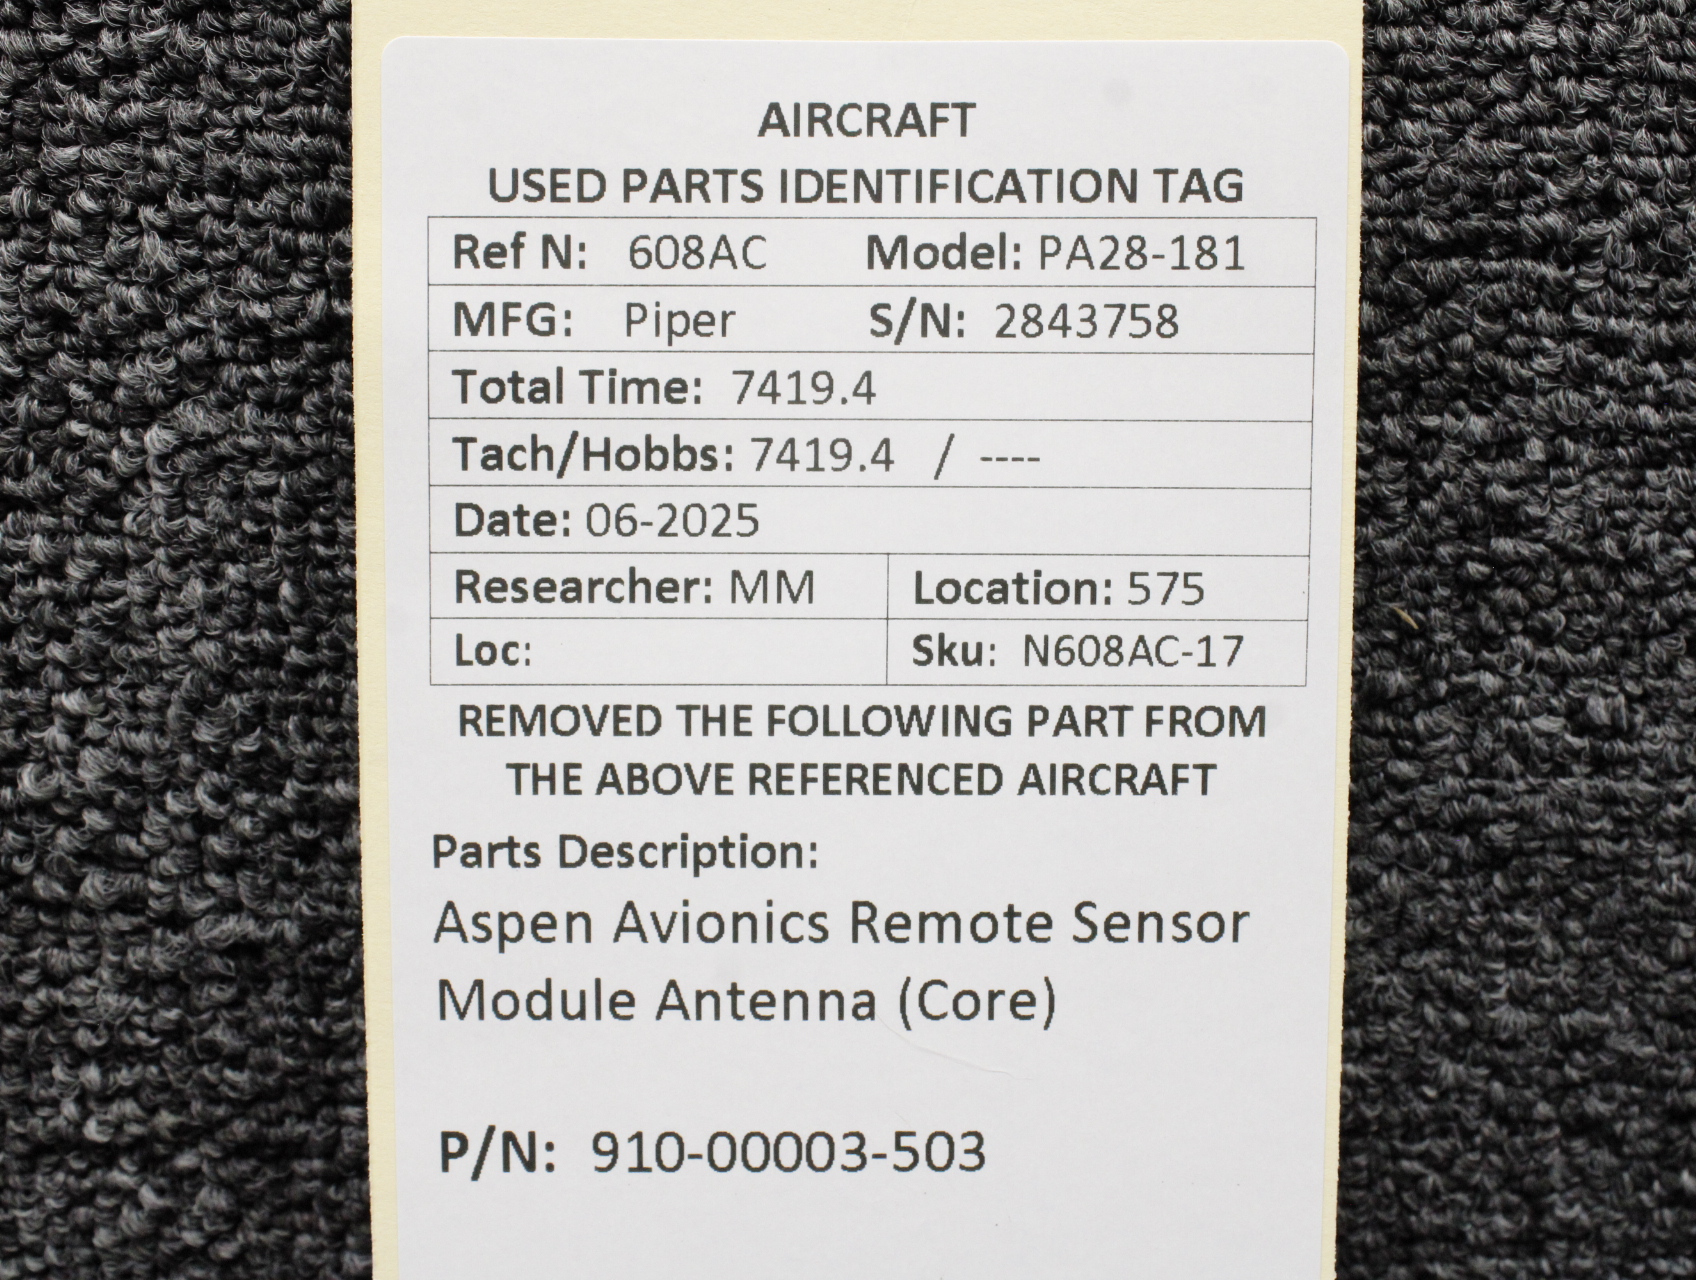 AIRCRAFT
USED PARTS IDENTIFICATION TAG
Ref N: 608AC Model: PA28-181
MFG: Piper S/N: 2843758
Total Time: 7419.4
Tach/Hobbs: 7419.4 / ----
Date: 06-2025
Researcher: MM Location: 575
Loc: Sku: N608AC-17
REMOVED THE FOLLOWING PART FROM
THE ABOVE REFERENCED AIRCRAFT
Parts Description:
Aspen Avionics Remote Sensor
Module Antenna (Core)
P/N: 910-00003-503